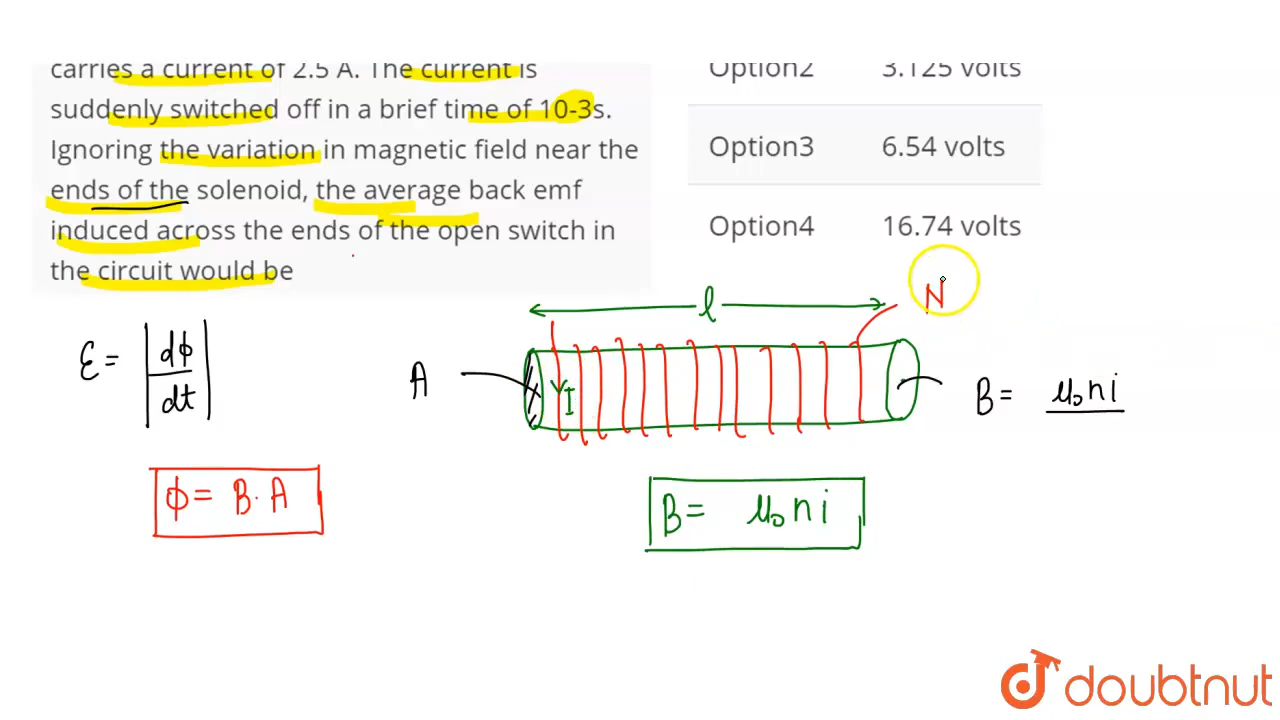 carries a current of 2.5 A. The current is
suddenly switched off in a brief time of 10-3s.
Ignoring the variation in magnetic field near the
ends of the solenoid, the average back emf
induced across the ends of the open switch in
the circuit would be
Option2 3.125 volts
Option3 6.54 volts
Option4 16.74 volts
l
N
ε = |dϕ/dt|
A
I
B = μ₀ni
ϕ = B·A
B = μ₀ni
doubtnut